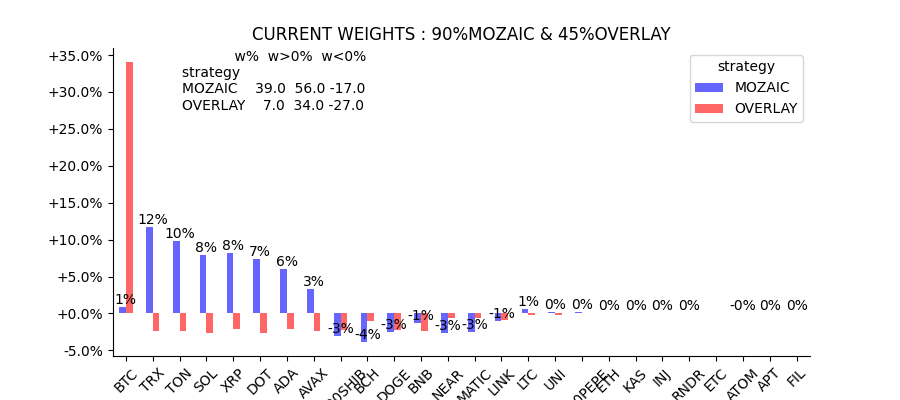 CURRENT WEIGHTS : 90%MOZAIC & 45%OVERLAY
w% w>0% w<0%
strategy
MOZAIC 39.0 56.0 -17.0
OVERLAY 7.0 34.0 -27.0
strategy
MOZAIC
OVERLAY
+35.0%
+30.0%
+25.0%
+20.0%
+15.0%
+10.0%
+5.0%
+0.0%
-5.0%
1% 12% 10% 8% 8% 7% 6% 3% -3% -4% -3% -1% -3% -3% -1% 1% 0% 0% 0% 0% 0% 0% -0% 0% 0%
BTC TRX TON SOL XRP DOT ADA AVAX 0SHIB BCH DOGE BNB NEAR MATIC LINK LTC UNI 0PEPE ETH KAS INJ RNDR ETC ATOM APT FIL